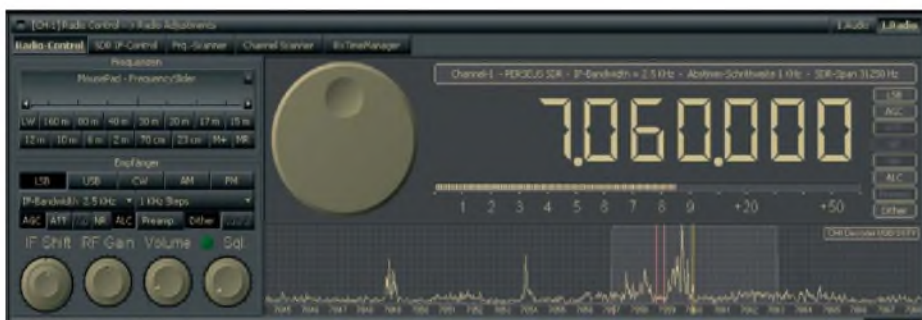 [CH-1] Radio Control -> Radio Adjustments
1.Audio 1.Radio
Radio-Control SDR IF-Control Frq.-Scanner Channel Scanner RxTimeManager
Frequenzen
MousePad - FrequencySlider
LW 160 m 80 m 40 m 30 m 20 m 17 m 15 m
12 m 10 m 6 m 2 m 70 cm 23 cm M+ MR
Empfänger
LSB USB CW AM FM
IF-Bandwidth 2.5 KHz 1 KHz Steps
AGC ATT NR ALC Preamp. Dither
IF Shift RF Gain Volume Sql.
Channel-1 - PERSEUS SDR - IF-Bandwidth = 2.5 KHz - Abstimm-Schrittweite 1 KHz - SDR-Span 31250 Hz
7.060.000
LSB
AGC
ALC
Dither
1 2 3 4 5 6 7 8 9 +20 +50